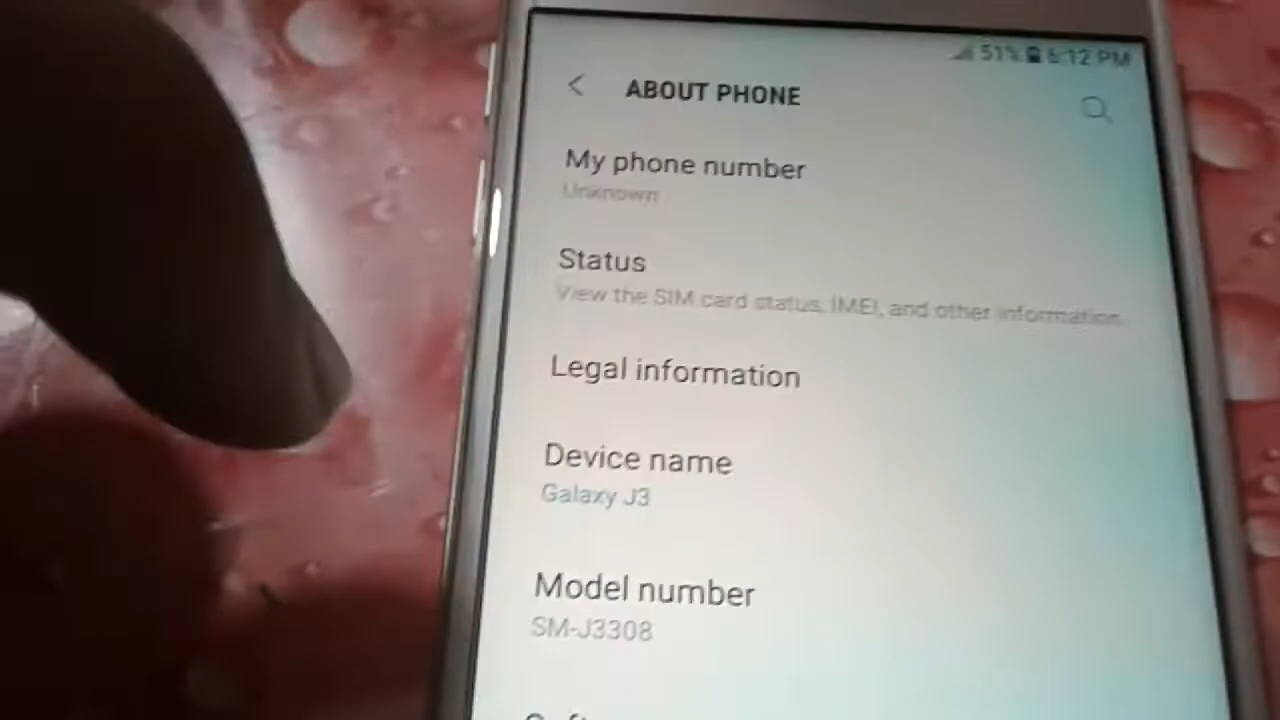 51% 6:12 PM
ABOUT PHONE
My phone number
Unknown
Status
View the SIM card status, IMEI, and other information.
Legal information
Device name
Galaxy J3
Model number
SM-J3308